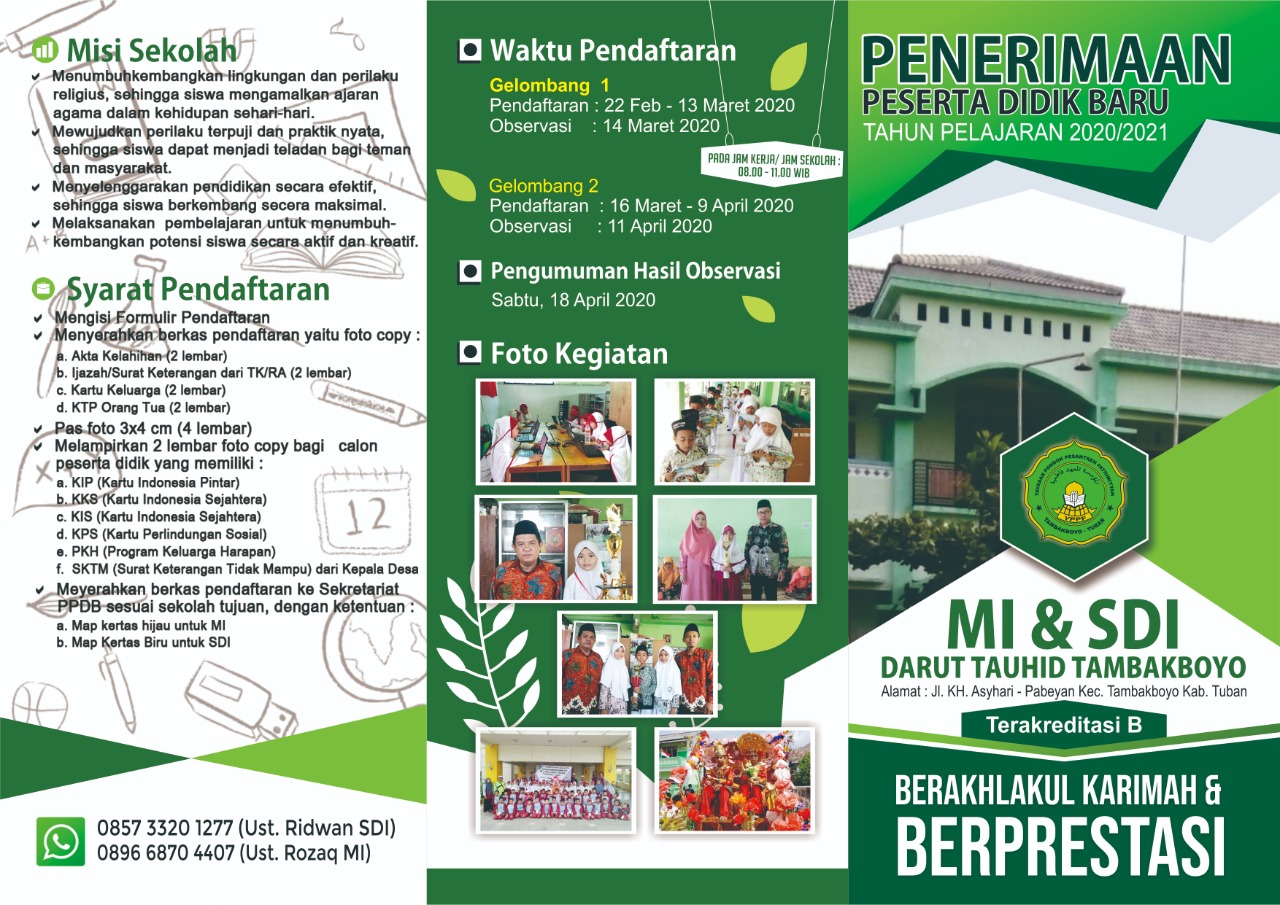 Misi Sekolah
Menumbuhkembangkan lingkungan dan perilaku
religius, sehingga siswa mengamalkan ajaran
agama dalam kehidupan sehari-hari.
Mewujudkan perilaku terpuji dan praktik nyata,
sehingga siswa dapat menjadi teladan bagi teman
dan masyarakat.
Menyelenggarakan pendidikan secara efektif,
sehingga siswa berkembang secera maksimal.
Melaksanakan pembelajaran untuk menumbuh-
kembangkan potensi siswa secara aktif dan kreatif.
Syarat Pendaftaran
Mengisi Formulir Pendaftaran
Menyerahkan berkas pendaftaran yaitu foto copy :
a. Akta Kelahihan (2 lembar)
b. Ijazah/Surat Keterangan dari TK/RA (2 lembar)
c. Kartu Keluarga (2 lembar)
d. KTP Orang Tua (2 lembar)
Pas foto 3x4 cm (4 lembar)
Melampirkan 2 lembar foto copy bagi calon
peserta didik yang memiliki :
a. KIP (Kartu Indonesia Pintar)
b. KKS (Kartu Indonesia Sejahtera)
c. KIS (Kartu Indonesia Sejahtera)
d. KPS (Kartu Perlindungan Sosial)
e. PKH (Program Keluarga Harapan)
f. SKTM (Surat Keterangan Tidak Mampu) dari Kepala Desa
Meyerahkan berkas pendaftaran ke Sekretariat
PPDB sesuai sekolah tujuan, dengan ketentuan :
a. Map kertas hijau untuk MI
b. Map Kertas Biru untuk SDI
12
A+
0857 3320 1277 (Ust. Ridwan SDI)
0896 6870 4407 (Ust. Rozaq MI)
Waktu Pendaftaran
Gelombang 1
Pendaftaran : 22 Feb - 13 Maret 2020
Observasi : 14 Maret 2020
PADA JAM KERJA/ JAM SEKOLAH :
08.00 - 11.00 WIB
Gelombang 2
Pendaftaran : 16 Maret - 9 April 2020
Observasi : 11 April 2020
Pengumuman Hasil Observasi
Sabtu, 18 April 2020
Foto Kegiatan
PENERIMAAN
PESERTA DIDIK BARU
TAHUN PELAJARAN 2020/2021
YAYASAN PONDOK PESANTREN FATHIMIYYAH
YPPF
TAMBAKBOYO - TUBAN
MI & SDI
DARUT TAUHID TAMBAKBOYO
Alamat : Jl. KH. Asyhari - Pabeyan Kec. Tambakboyo Kab. Tuban
Terakreditasi B
BERAKHLAKUL KARIMAH &
BERPRESTASI